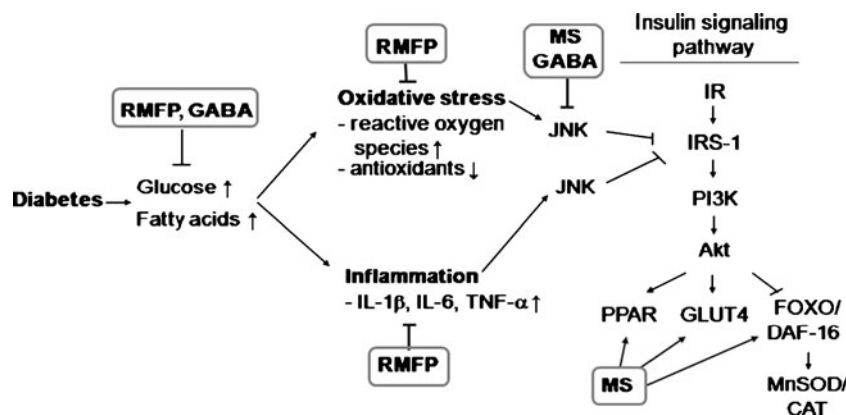 RMFP
MS
GABA
Insulin signaling
pathway
RMFP, GABA
Oxidative stress
- reactive oxygen
species ↑
- antioxidants ↓
JNK
IR
IRS-1
Diabetes
Glucose ↑
Fatty acids ↑
JNK
PI3K
Akt
Inflammation
- IL-1β, IL-6, TNF-α ↑
RMFP
PPAR
GLUT4
FOXO/
DAF-16
MS
MnSOD/
CAT